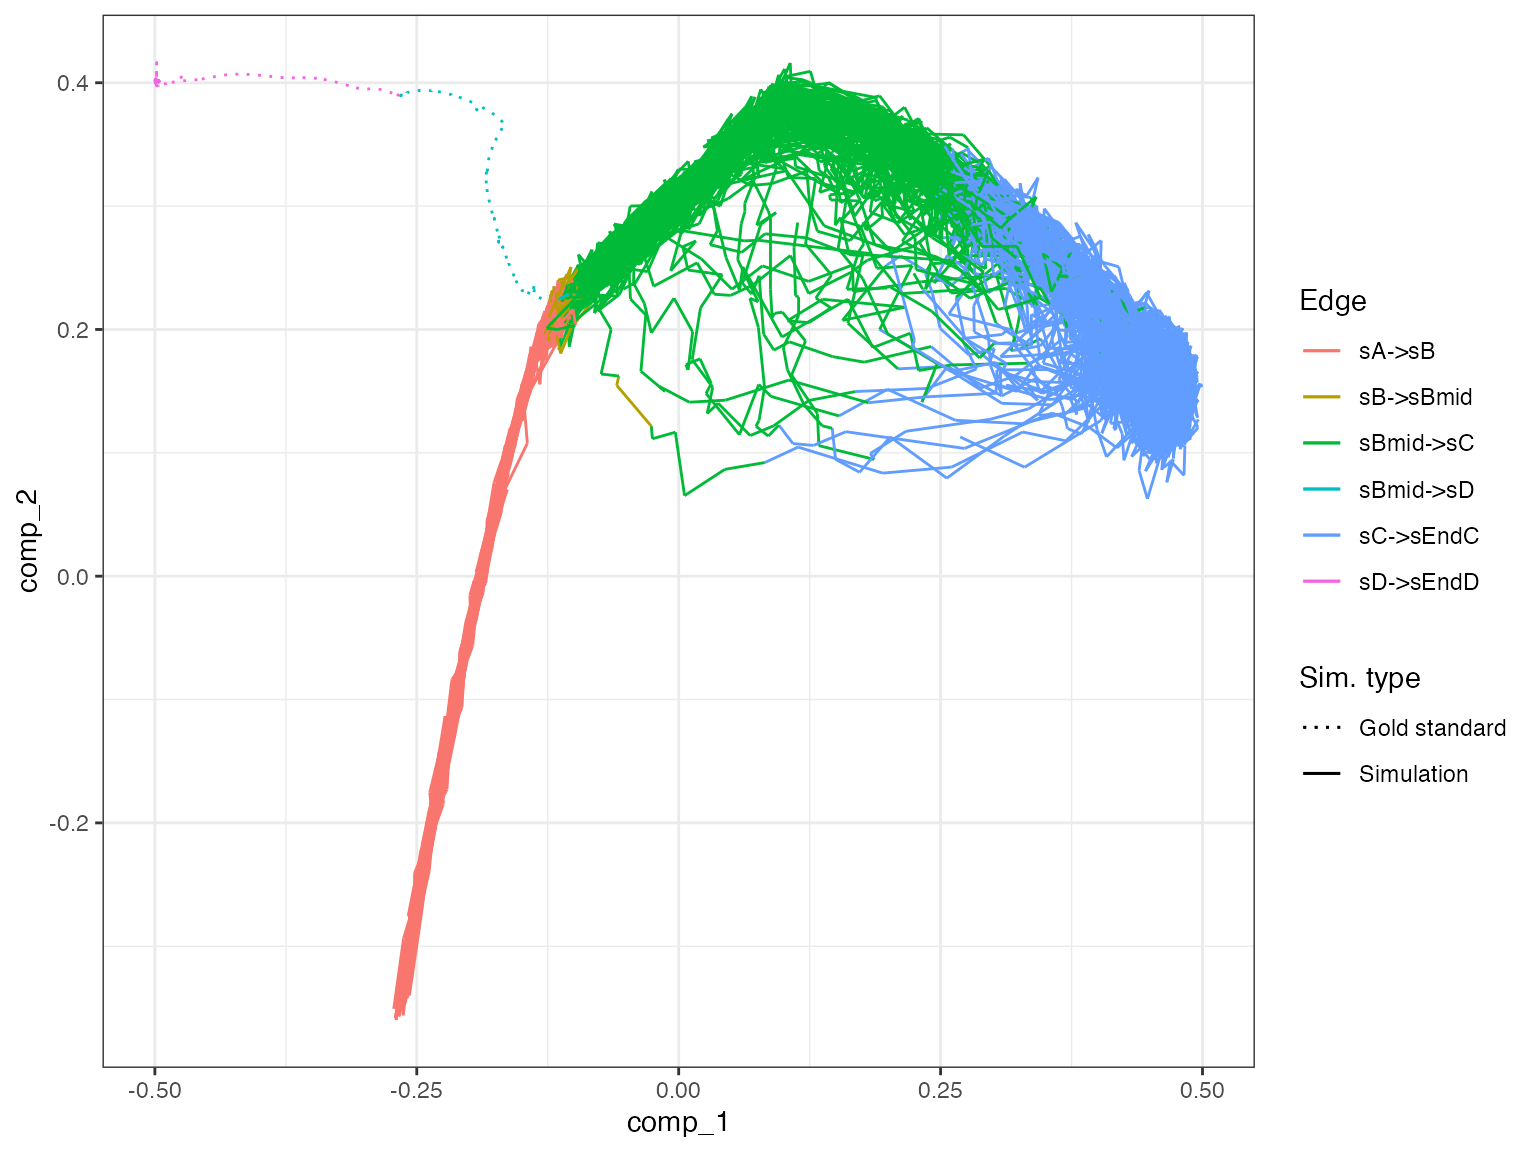 0.4
0.2
0.0
-0.2
comp_2
-0.50
-0.25
0.00
0.25
0.50
comp_1
Edge
sA->sB
sB->sBmid
sBmid->sC
sBmid->sD
sC->sEndC
sD->sEndD
Sim. type
Gold standard
Simulation